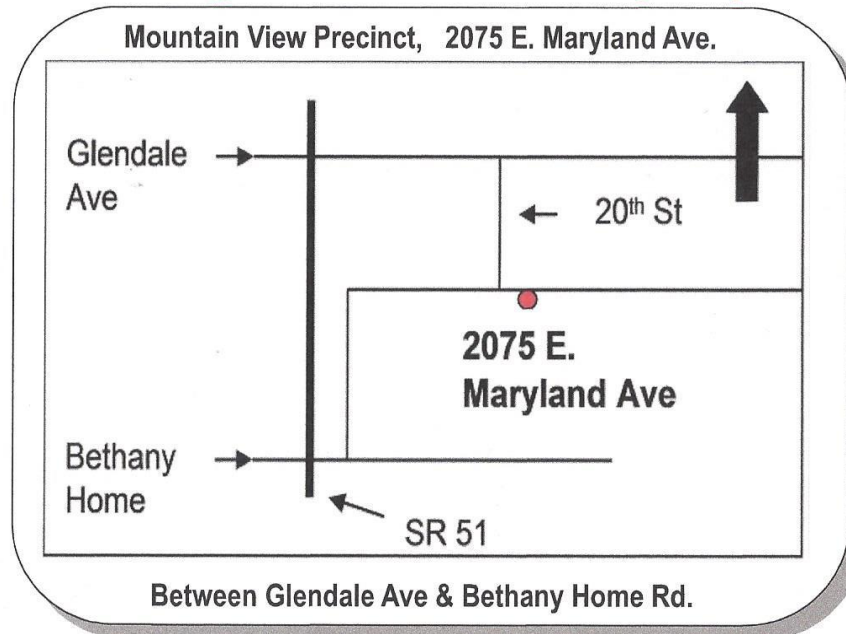 Mountain View Precinct, 2075 E. Maryland Ave.
Glendale
Ave
20th St
2075 E.
Maryland Ave
Bethany
Home
SR 51
Between Glendale Ave & Bethany Home Rd.